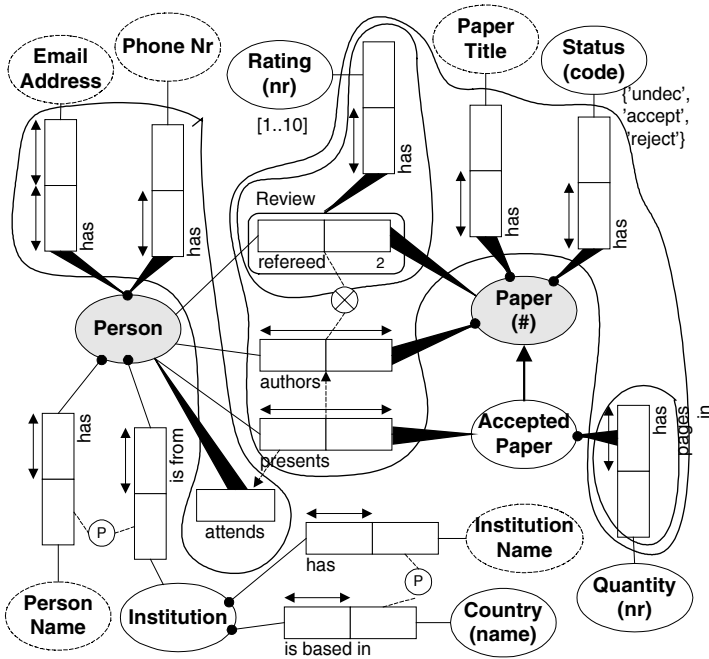 Email
Address
Phone Nr
Rating
(nr)
[1..10]
Paper
Title
Status
(code)
{'undec',
'accept',
'reject'}
has
has
has
has
has
Review
refereed
2
Person
Paper
(#)
authors
presents
Accepted
Paper
has
pages in
has
is from
attends
P
has
Institution
Name
P
Person
Name
Institution
is based in
Country
(name)
Quantity
(nr)